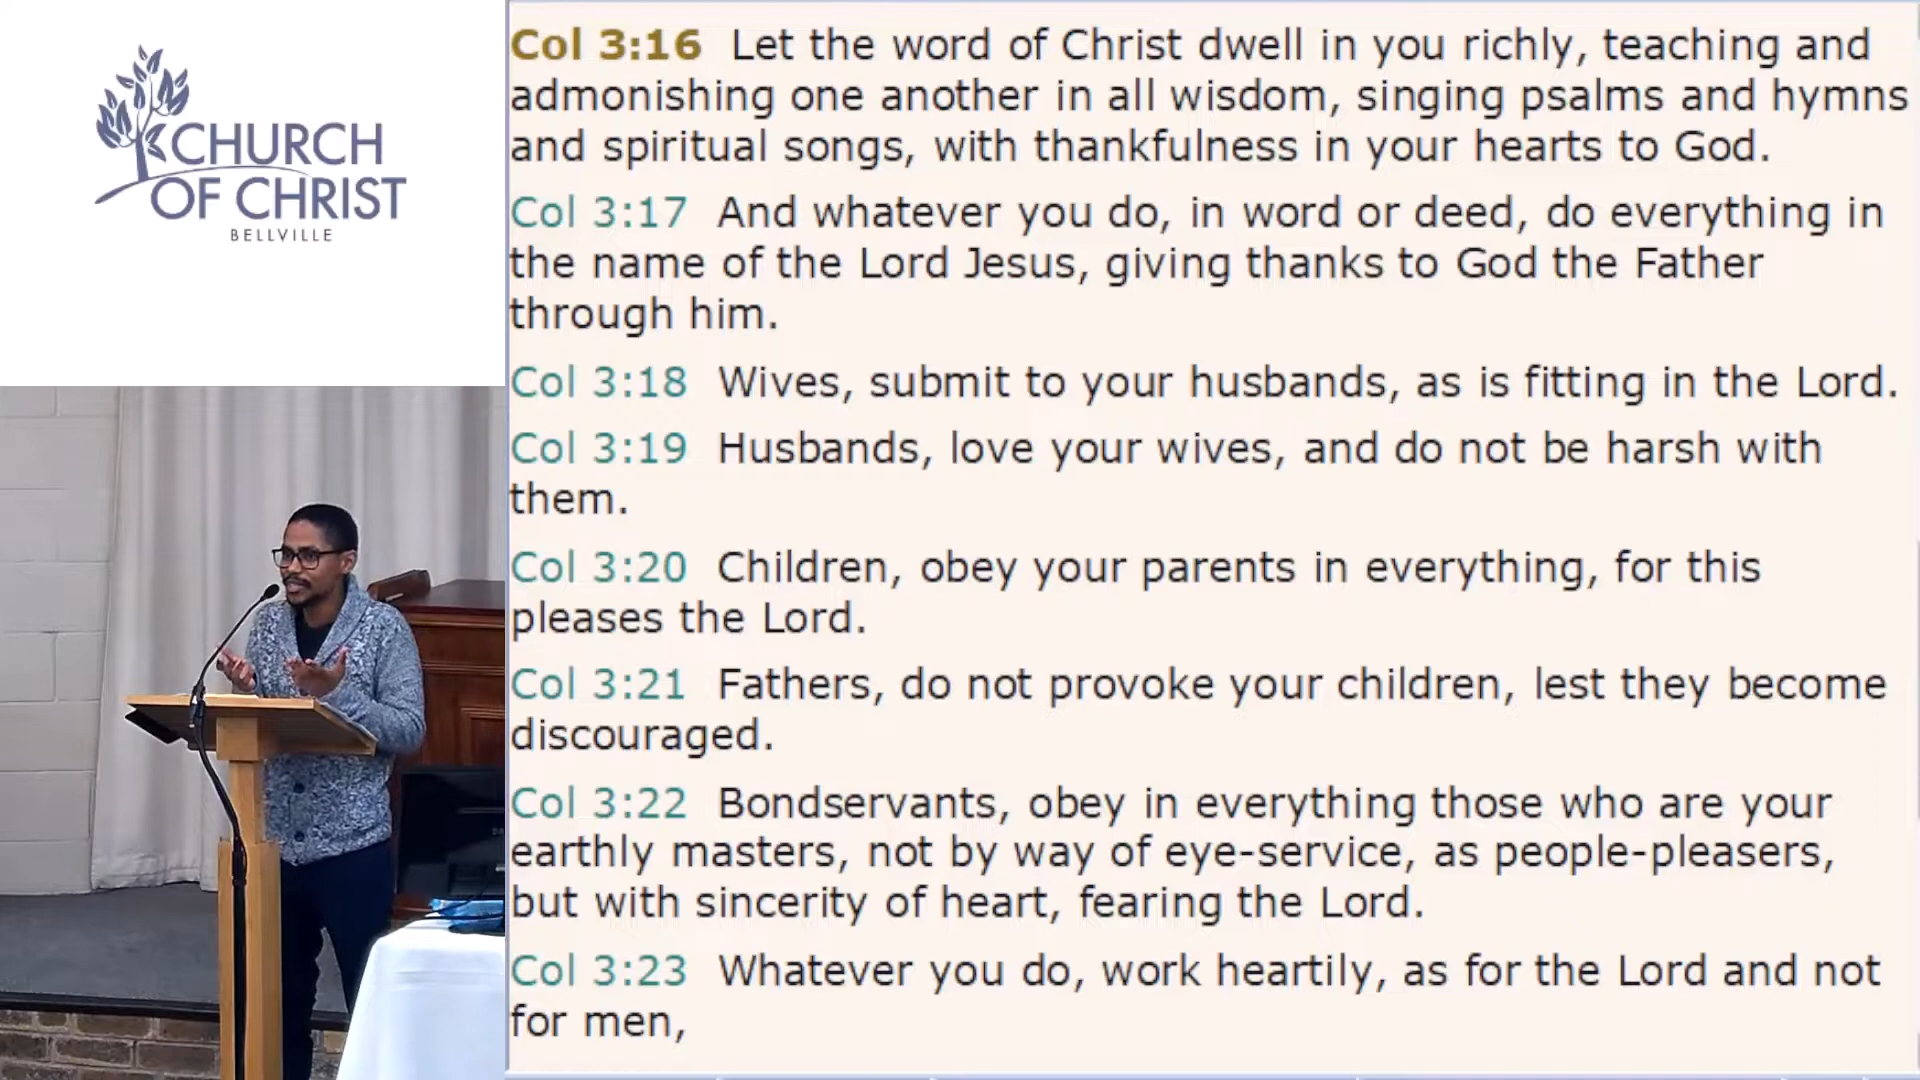 CHURCH
OF CHRIST
BELLVILLE
Col 3:16 Let the word of Christ dwell in you richly, teaching and
admonishing one another in all wisdom, singing psalms and hymns
and spiritual songs, with thankfulness in your hearts to God.
Col 3:17 And whatever you do, in word or deed, do everything in
the name of the Lord Jesus, giving thanks to God the Father
through him.
Col 3:18 Wives, submit to your husbands, as is fitting in the Lord.
Col 3:19 Husbands, love your wives, and do not be harsh with
them.
Col 3:20 Children, obey your parents in everything, for this
pleases the Lord.
Col 3:21 Fathers, do not provoke your children, lest they become
discouraged.
Col 3:22 Bondservants, obey in everything those who are your
earthly masters, not by way of eye-service, as people-pleasers,
but with sincerity of heart, fearing the Lord.
Col 3:23 Whatever you do, work heartily, as for the Lord and not
for men,